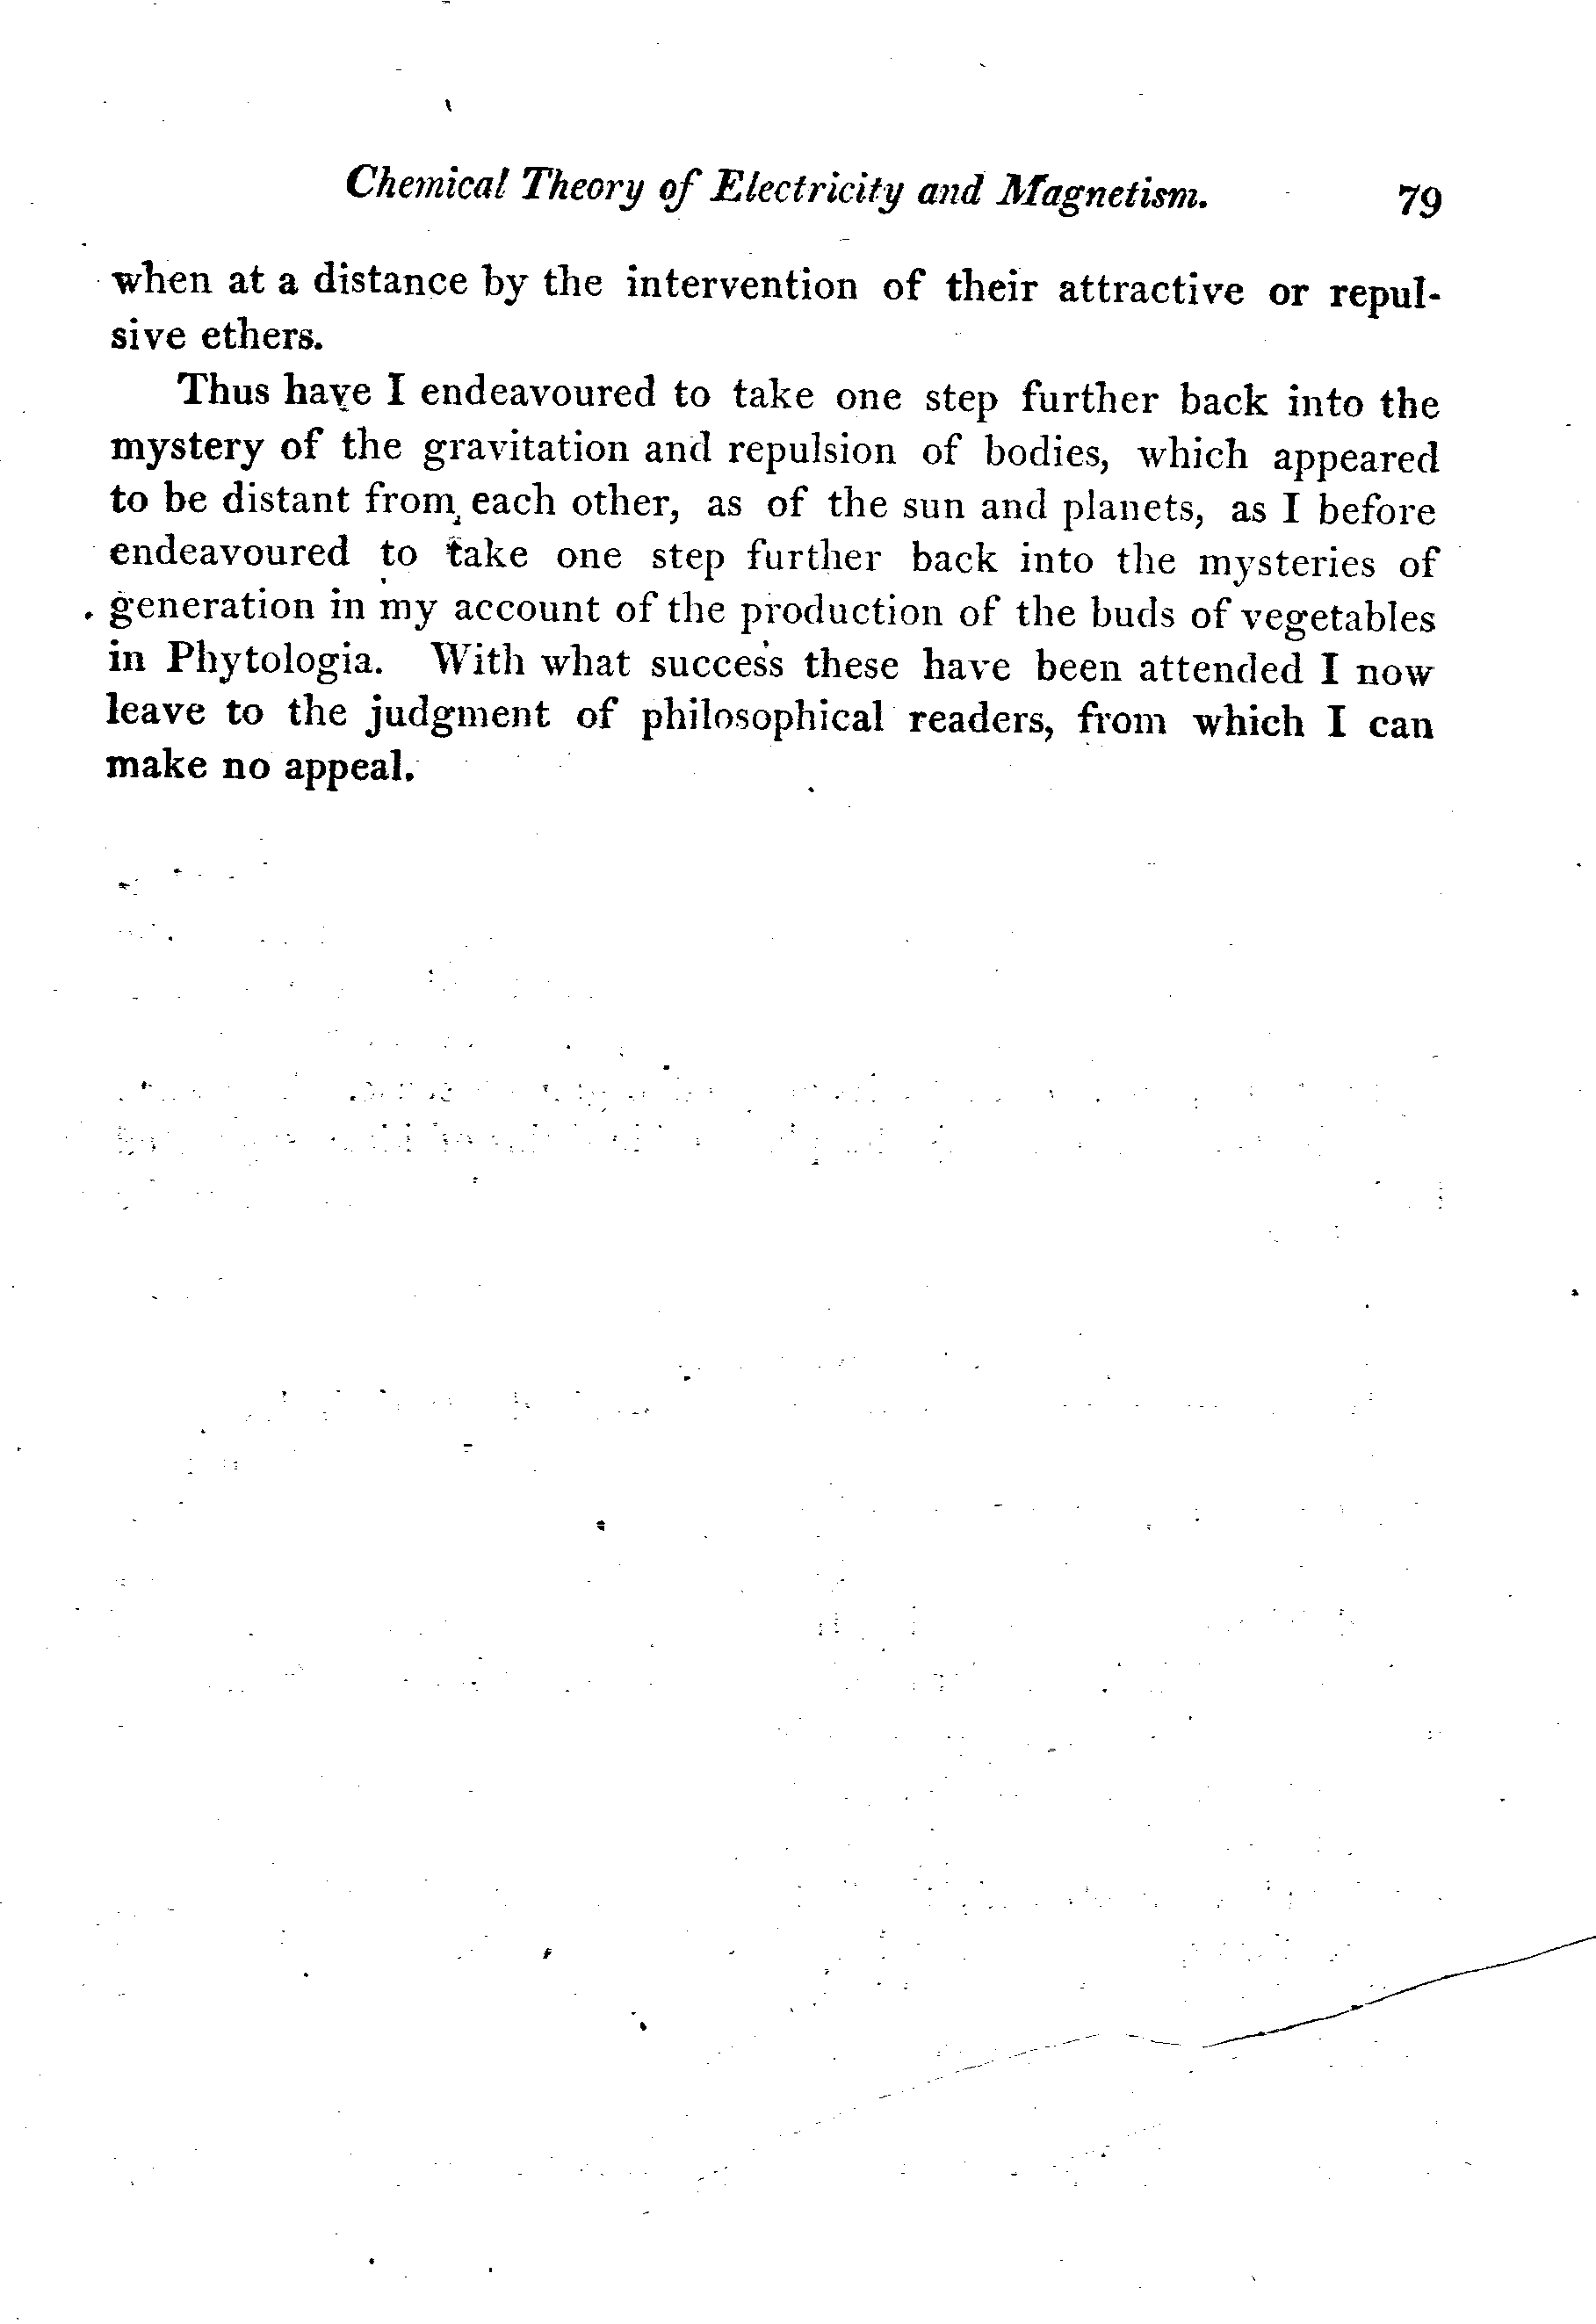 Chemical Theory of Electricity and Magnetism. 79
when at a distance by the intervention of their attractive or repul-
sive ethers.
Thus have I endeavoured to take one step further back into the
mystery of the gravitation and repulsion of bodies, which appeared
to be distant from each other, as of the sun and planets, as I before
endeavoured to take one step further back into the mysteries of
generation in my account of the production of the buds of vegetables
in Phytologia. With what success these have been attended I now
leave to the judgment of philosophical readers, from which I can
make no appeal.